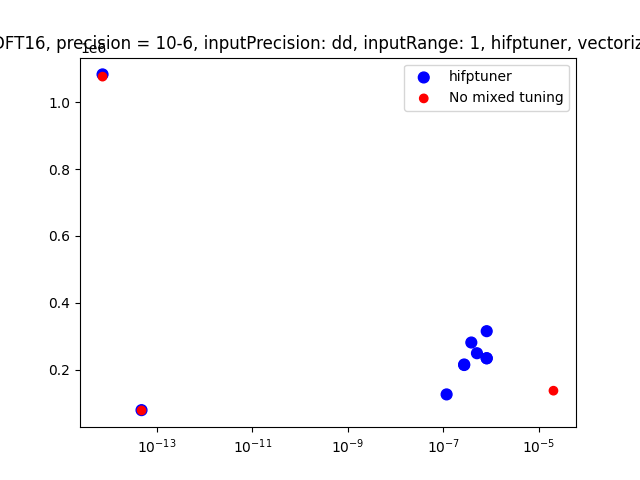 DFT16, precision = 10-6, inputPrecision: dd, inputRange: 1, hifptuner,
1e6
hifptuner
No mixed tuning
1.0
0.8
0.6
0.4
0.2
10⁻¹³ 10⁻¹¹ 10⁻⁹ 10⁻⁷ 10⁻⁵